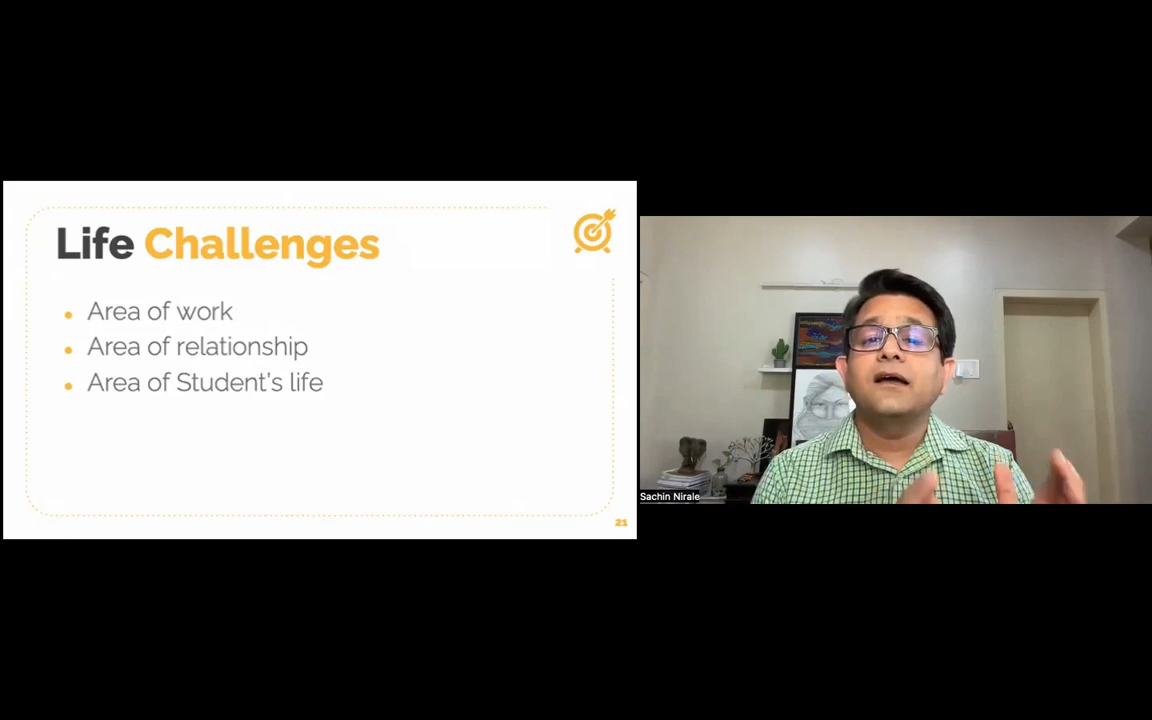 Life Challenges
Area of work
Area of relationship
Area of Student's life
21
Sachin Nirale